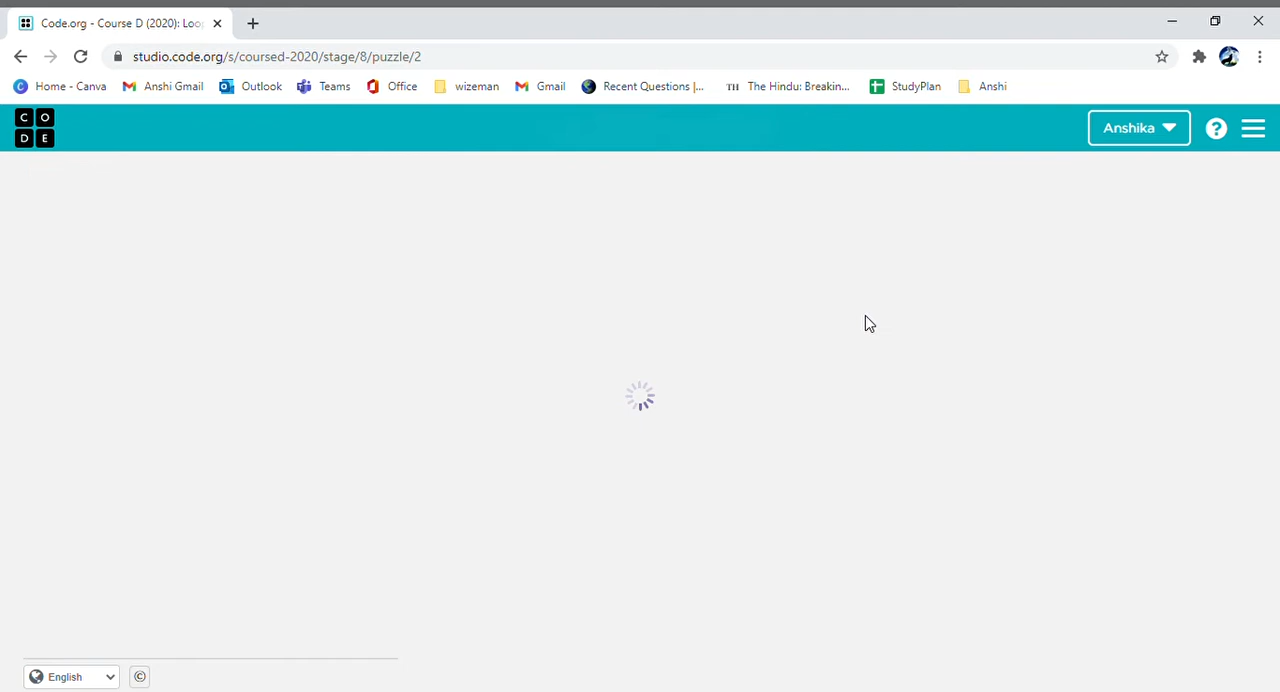 Code.org - Course D (2020): Loo
studio.code.org/s/coursed-2020/stage/8/puzzle/2
Home - Canva Anshi Gmail Outlook Teams Office wizeman Gmail Recent Questions |... TH The Hindu: Breakin... StudyPlan Anshi
C O
D E
Anshika ?
English ©